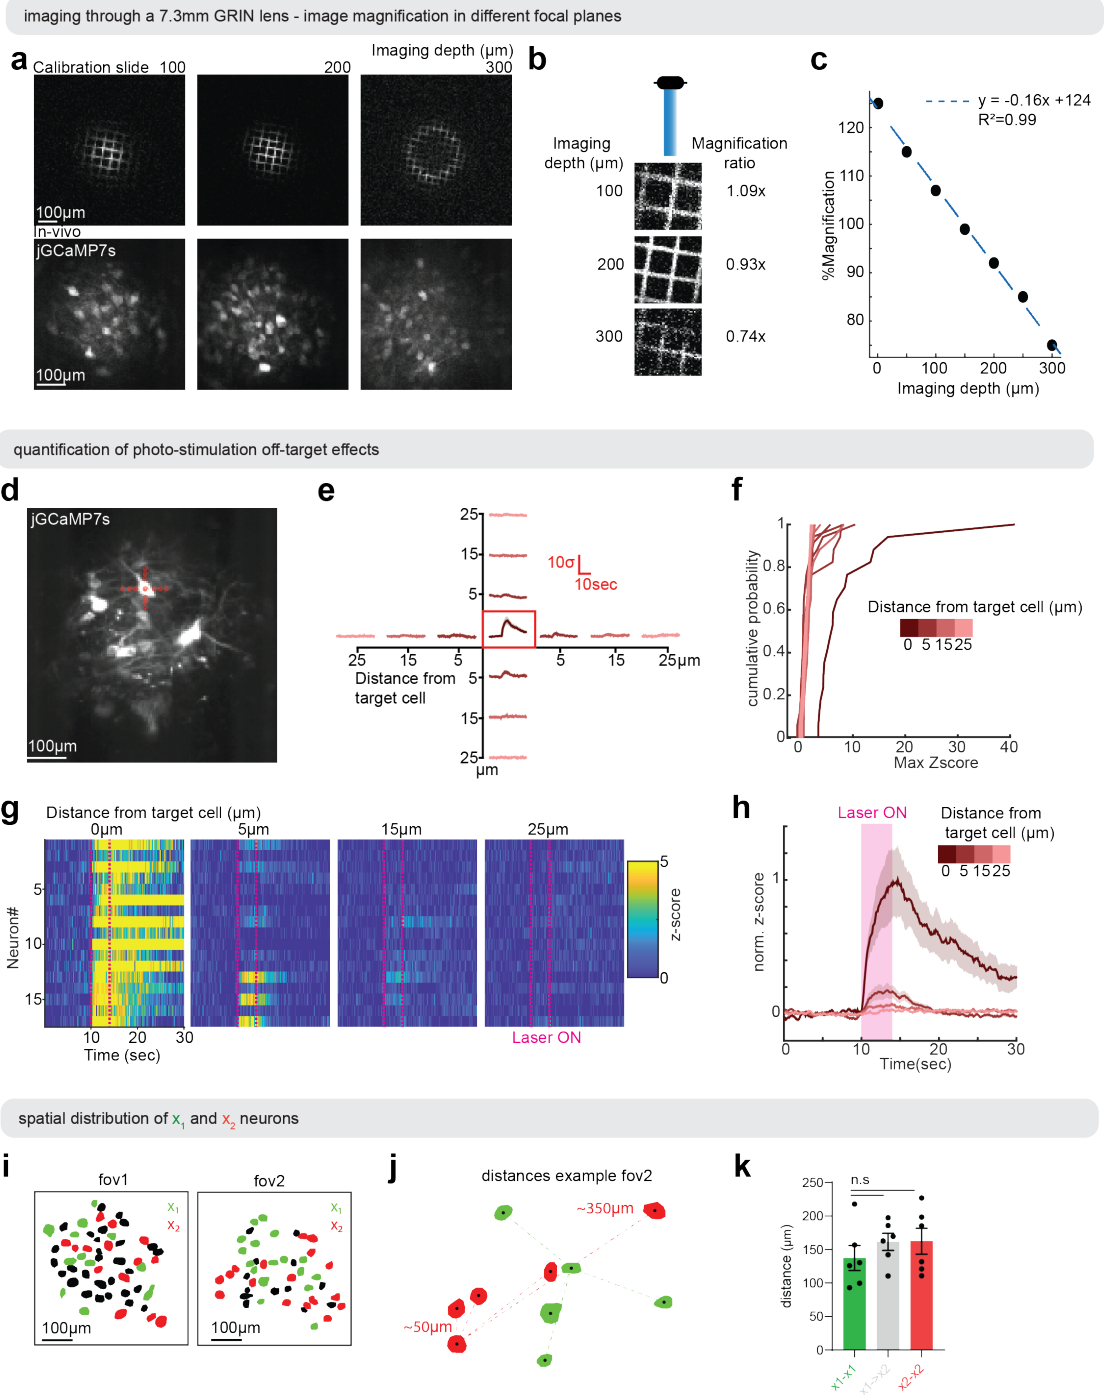 imaging through a 7.3mm GRIN lens - image magnification in different focal planes
a
Calibration slide
Imaging depth (µm)
100
200
300
100µm
In-vivo
jGCaMP7s
100µm
b
Imaging
depth (µm)
Magnification
ratio
100
1.09x
200
0.93x
300
0.74x
c
y = -0.16x +124
R²=0.99
%Magnification
120
110
100
90
80
0
100
200
300
Imaging depth (µm)
quantification of photo-stimulation off-target effects
d
jGCaMP7s
100µm
e
25
15
5
10σ
10sec
25
15
5
5
15
25µm
Distance from
target cell
5
15
25
µm
f
cumulative probability
1
0.8
0.6
0.4
0.2
0
Distance from target cell (µm)
0 5 15 25
0
10
20
30
40
Max Zscore
g
Distance from target cell (µm)
0µm
5µm
15µm
25µm
Neuron#
5
10
15
10
20
30
Time (sec)
Laser ON
5
z-score
0
h
Laser ON
Distance from
target cell (µm)
0 5 15 25
norm. z-score
1
0
0
10
20
30
Time(sec)
spatial distribution of x1 and x2 neurons
i
fov1
x1
x2
100µm
fov2
x1
x2
100µm
j
distances example fov2
~350µm
~50µm
k
n.s
distance (µm)
250
200
150
100
50
0
x1-x1
x1->x2
x2-x2